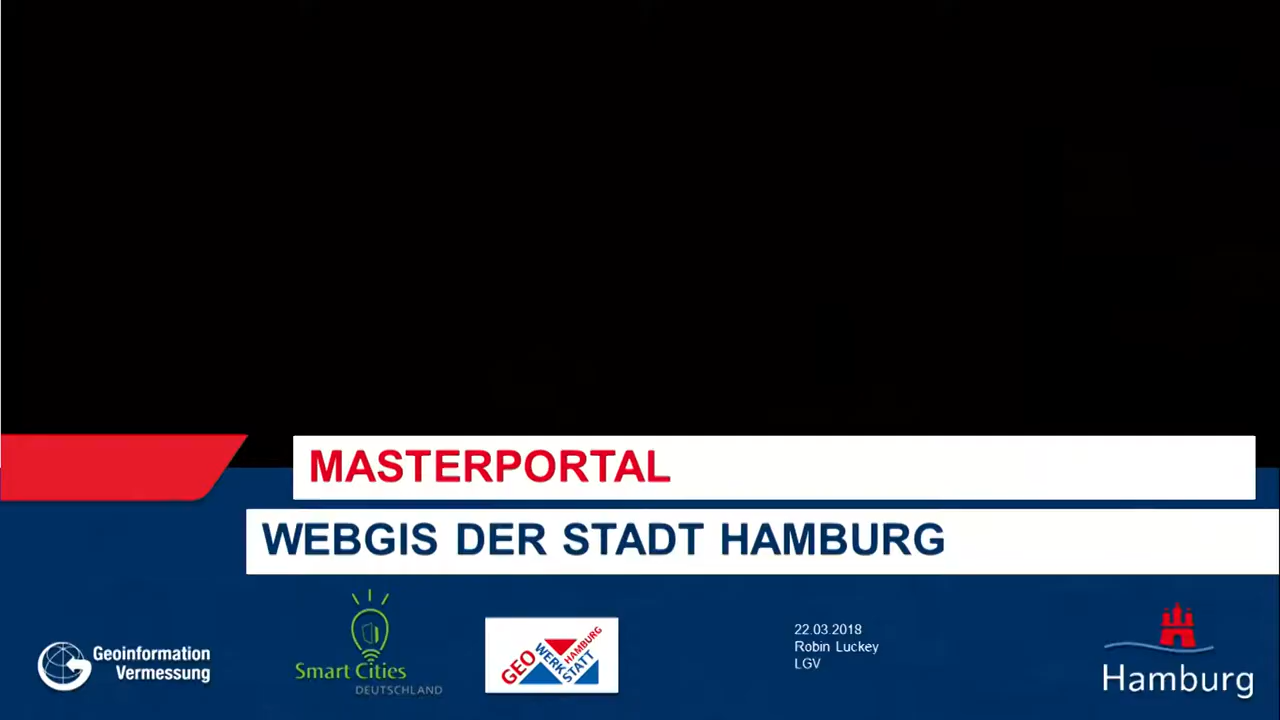 MASTERPORTAL
WEBGIS DER STADT HAMBURG
Geoinformation
Vermessung
Smart Cities
DEUTSCHLAND
GEO
WERK
STATT
HAMBURG
22.03.2018
Robin Luckey
LGV
Hamburg